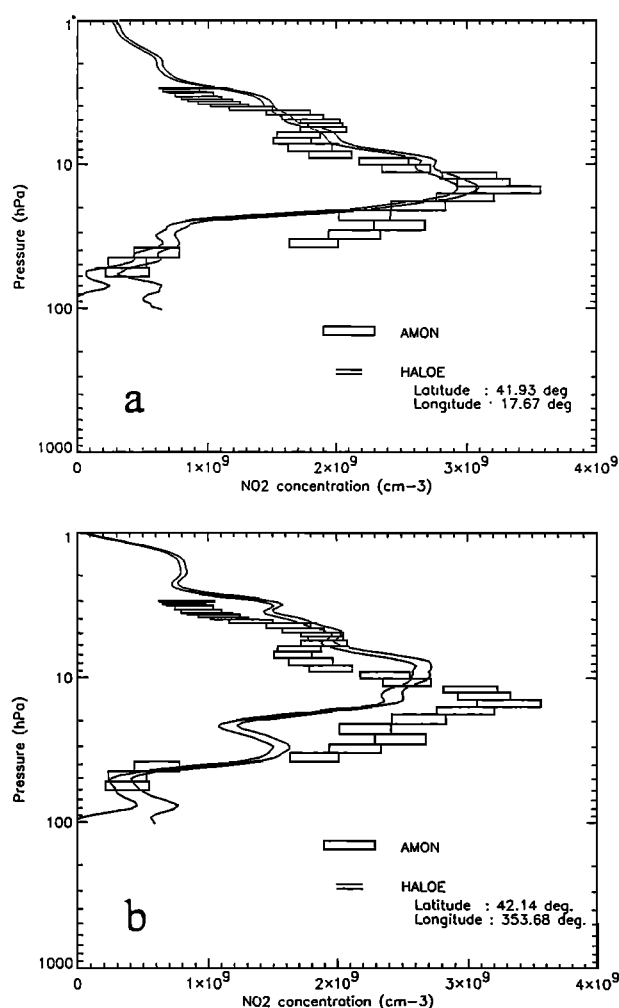 1
10
100
1000
Pressure (hPa)
AMON
HALOE
Latitude : 41.93 deg
Longitude : 17.67 deg
a
0 1×10⁹ 2×10⁹ 3×10⁹ 4×10⁹
NO2 concentration (cm-3)
1
10
100
1000
Pressure (hPa)
AMON
HALOE
Latitude : 42.14 deg.
Longitude : 353.68 deg.
b
0 1×10⁹ 2×10⁹ 3×10⁹ 4×10⁹
NO2 concentration (cm-3)